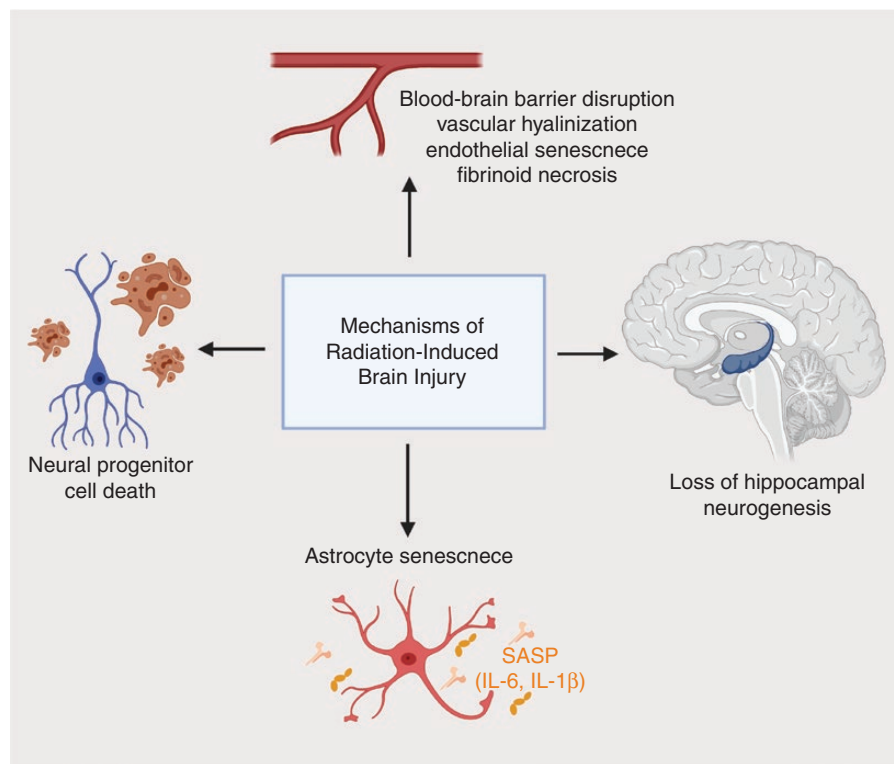 Blood-brain barrier disruption
vascular hyalinization
endothelial senescnece
fibrinoid necrosis
Mechanisms of
Radiation-Induced
Brain Injury
Neural progenitor
cell death
Loss of hippocampal
neurogenesis
Astrocyte senescnece
SASP
(IL-6, IL-1β)